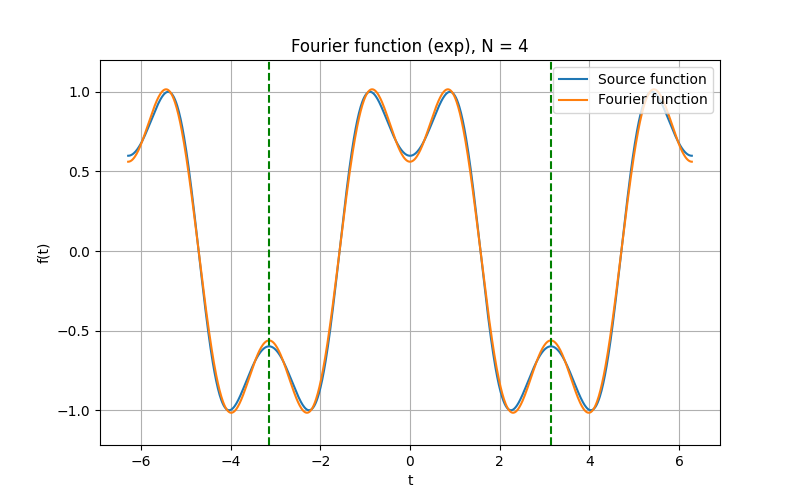 Fourier function (exp), N = 4
Source function
Fourier function
1.0
0.5
0.0
−0.5
−1.0
f(t)
−6 −4 −2 0 2 4 6
t